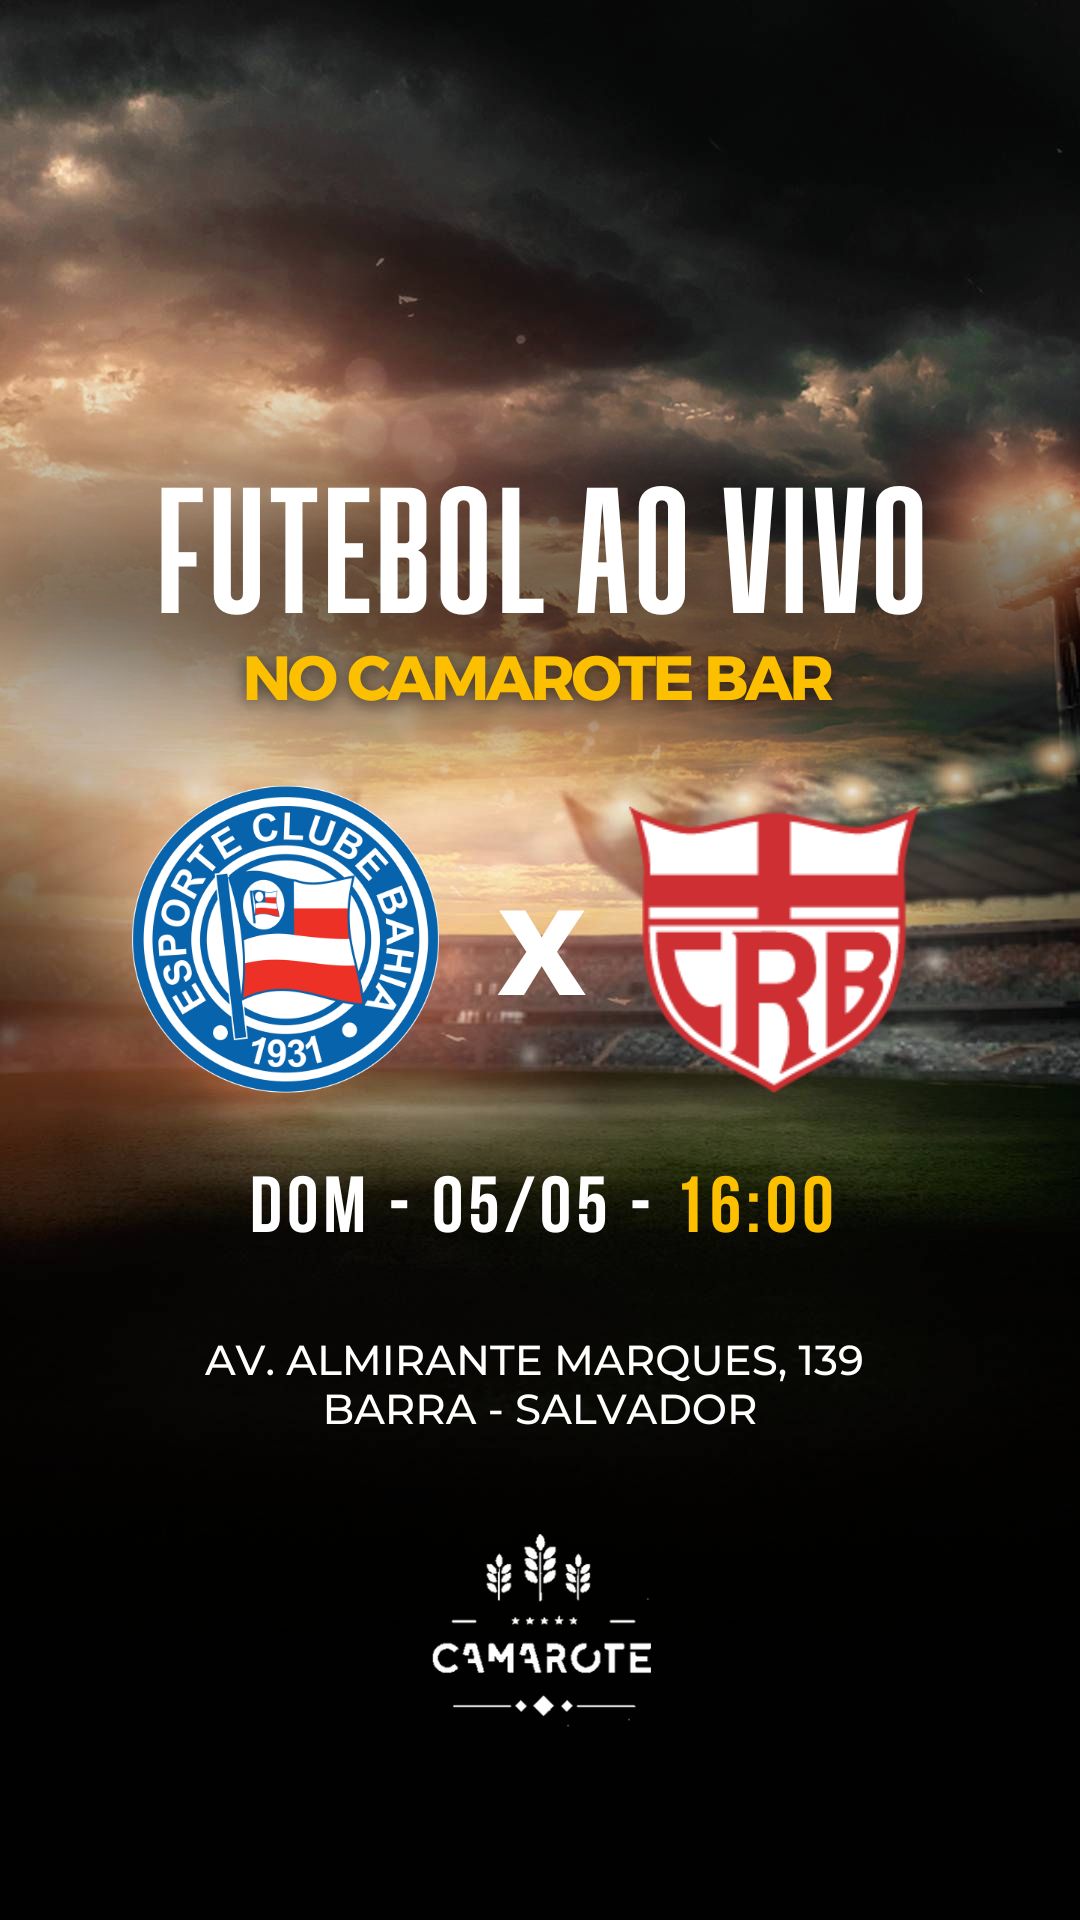 FUTEBOL AO VIVO
NO CAMAROTE BAR
ESPORTE CLUBE BAHIA
1931
X
CRB
DOM - 05/05 - 16:00
AV. ALMIRANTE MARQUES, 139
BARRA - SALVADOR
CAMAROTE